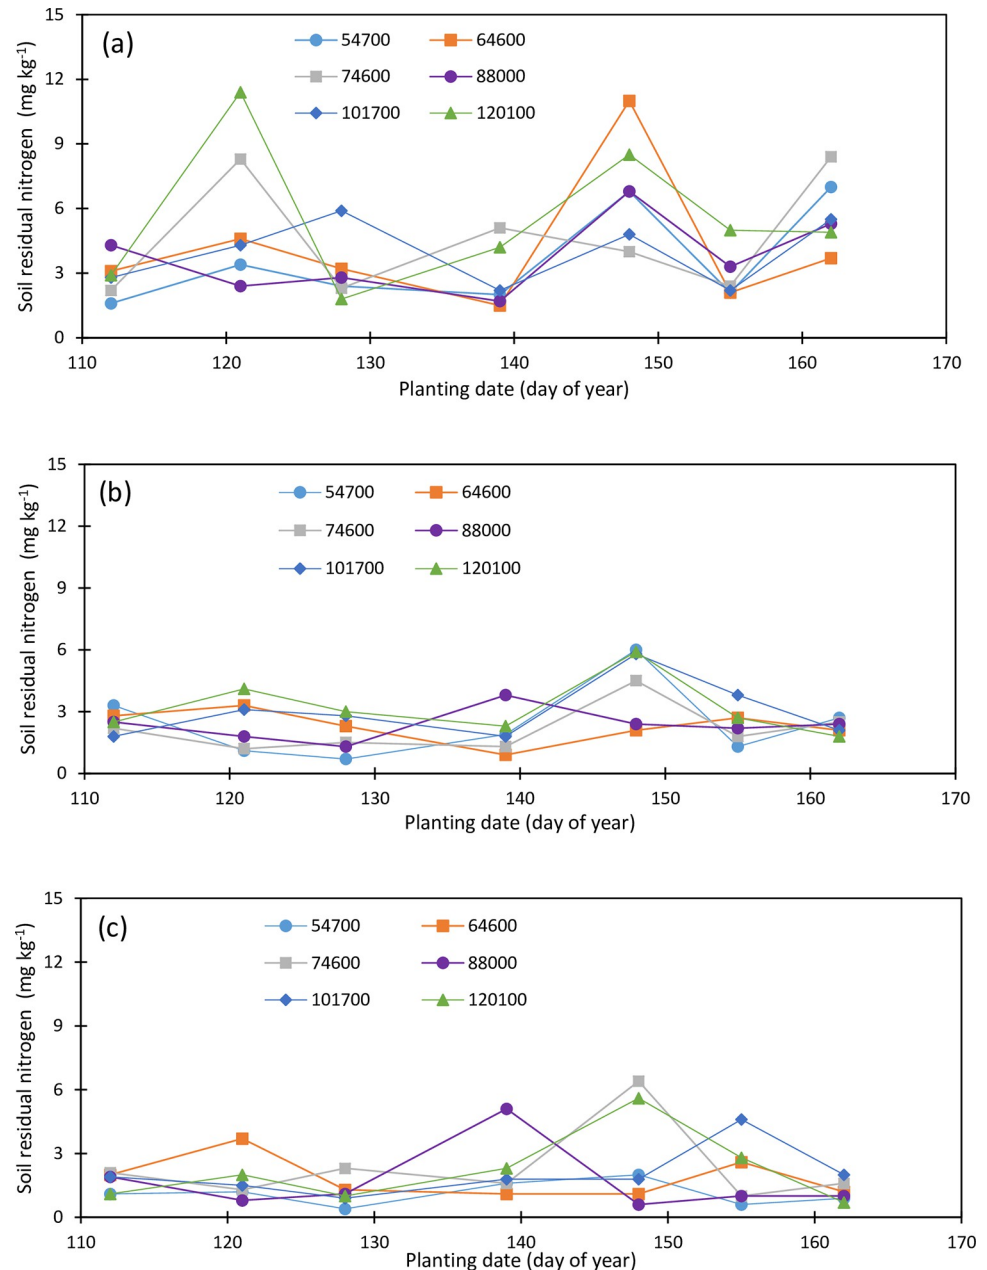 (a)
54700 64600
74600 88000
101700 120100
15
12
9
6
3
0
Soil residual nitrogen (mg kg-1)
110 120 130 140 150 160 170
Planting date (day of year)
(b)
54700 64600
74600 88000
101700 120100
15
12
9
6
3
0
Soil residual nitrogen (mg kg-1)
110 120 130 140 150 160 170
Planting date (day of year)
(c)
54700 64600
74600 88000
101700 120100
15
12
9
6
3
0
Soil residual nitrogen (mg kg-1)
110 120 130 140 150 160 170
Planting date (day of year)